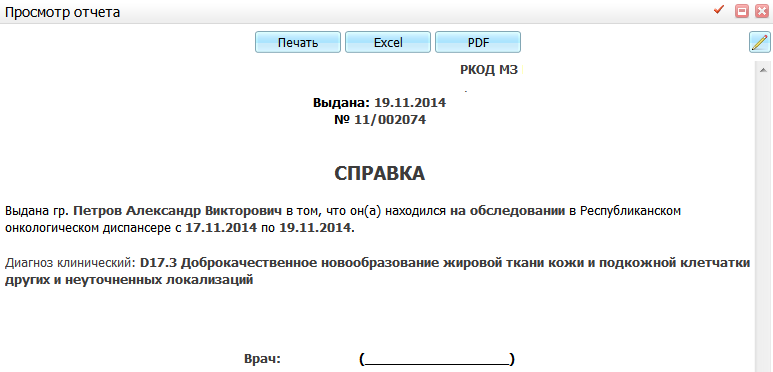 Просмотр отчета
Печать Excel PDF
РКОД МЗ
Выдана: 19.11.2014
№ 11/002074
СПРАВКА
Выдана гр. Петров Александр Викторович в том, что он(а) находился на обследовании в Республиканском
онкологическом диспансере с 17.11.2014 по 19.11.2014.
Диагноз клинический: D17.3 Доброкачественное новообразование жировой ткани кожи и подкожной клетчатки
других и неуточненных локализаций
Врач: (___________________)